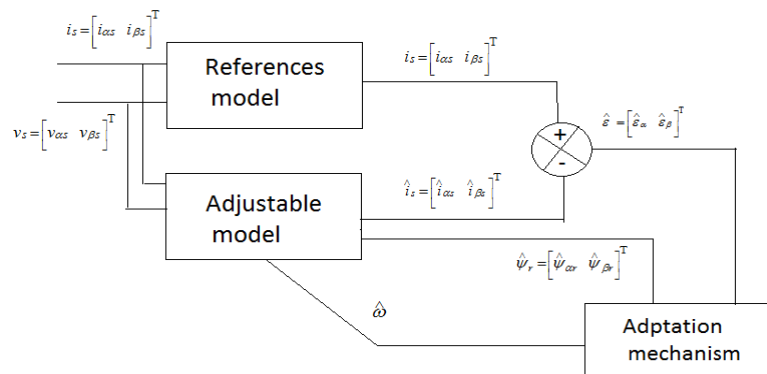 i_s = [i_αs i_βs]^T
References
model
i_s = [i_αs i_βs]^T
v_s = [v_αs v_βs]^T
+
-
ε̂ = [ε̂_α ε̂_β]^T
Adjustable
model
î_s = [î_αs î_βs]^T
ψ̂_r = [ψ̂_αr ψ̂_βr]^T
ω̂
Adptation
mechanism